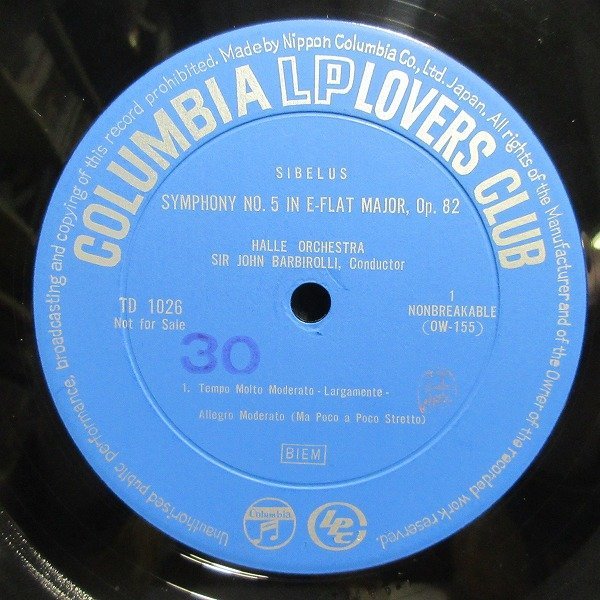 Unauthorised public performance, broadcasting and copying of this record prohibited. Made by Nippon Columbia Co., Ltd. Japan. All rights of the Manufacturer and of the Owner of the recorded work reserved.
COLUMBIA LP LOVERS CLUB
SIBELUS
SYMPHONY NO. 5 IN E-FLAT MAJOR, Op. 82
HALLE ORCHESTRA
SIR JOHN BARBIROLLI, Conductor
TD 1026
Not for Sale
1
NONBREAKABLE
(OW-155)
30
1. Tempo Molto Moderato - Largamente -
Allegro Moderato (Ma Poco a Poco Stretto)
BIEM
Columbia
LPC